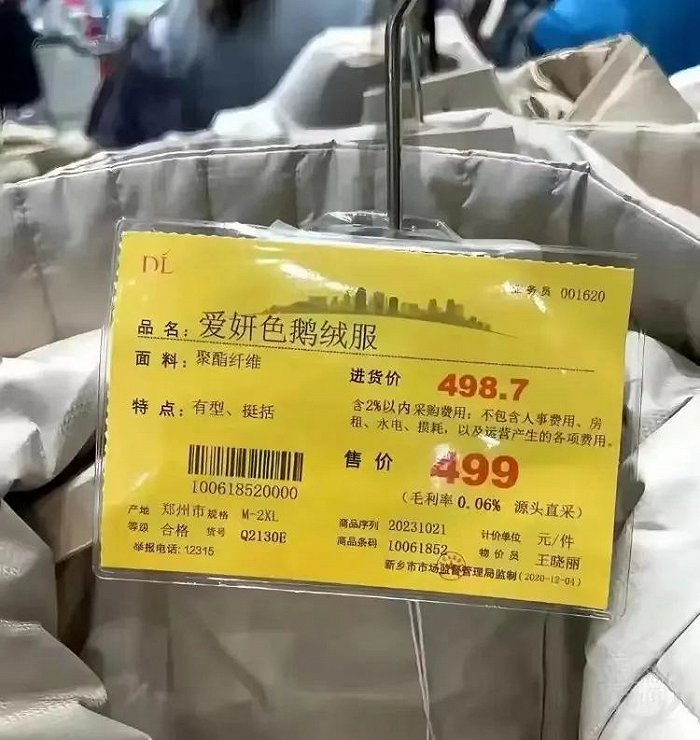 DL
务员 001620
品名：爱妍色鹅绒服
面 料：聚酯纤维
进货价 498.7
含2%以内采购费用；不包含人事费用、房
租、水电、损耗，以及运营产生的各项费用。
特 点：有型、挺括
售 价 499
（毛利率 0.06% 源头直采）
100618520000
产地 郑州市 规格 M-2XL
等级 合格 货号 Q2130E
举报电话: 12315
商品序列 20231021 计价单位 元/件
商品条码 10061852 物价员 王晓丽
新乡市市场监督管理局监制(2020-12-04)